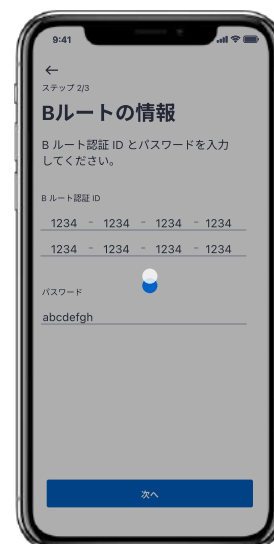 9:41
ステップ 2/3
Bルートの情報
B ルート認証 ID とパスワードを入力
してください。
B ルート認証 ID
1234 - 1234 - 1234 - 1234
1234 - 1234 - 1234 - 1234
パスワード
abcdefgh
次へ